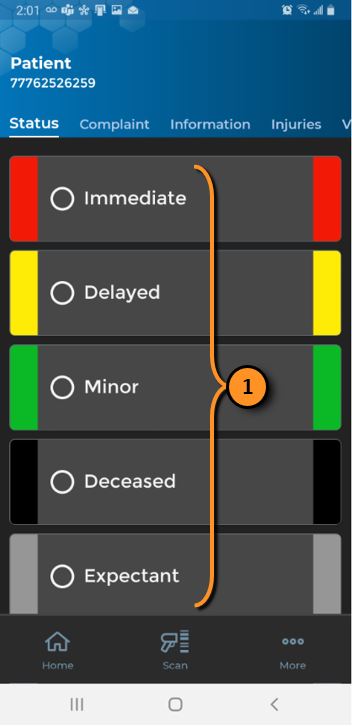 2:01
Patient
77762526259
Status Complaint Information Injuries V
Immediate
Delayed
Minor
1
Deceased
Expectant
Home Scan More